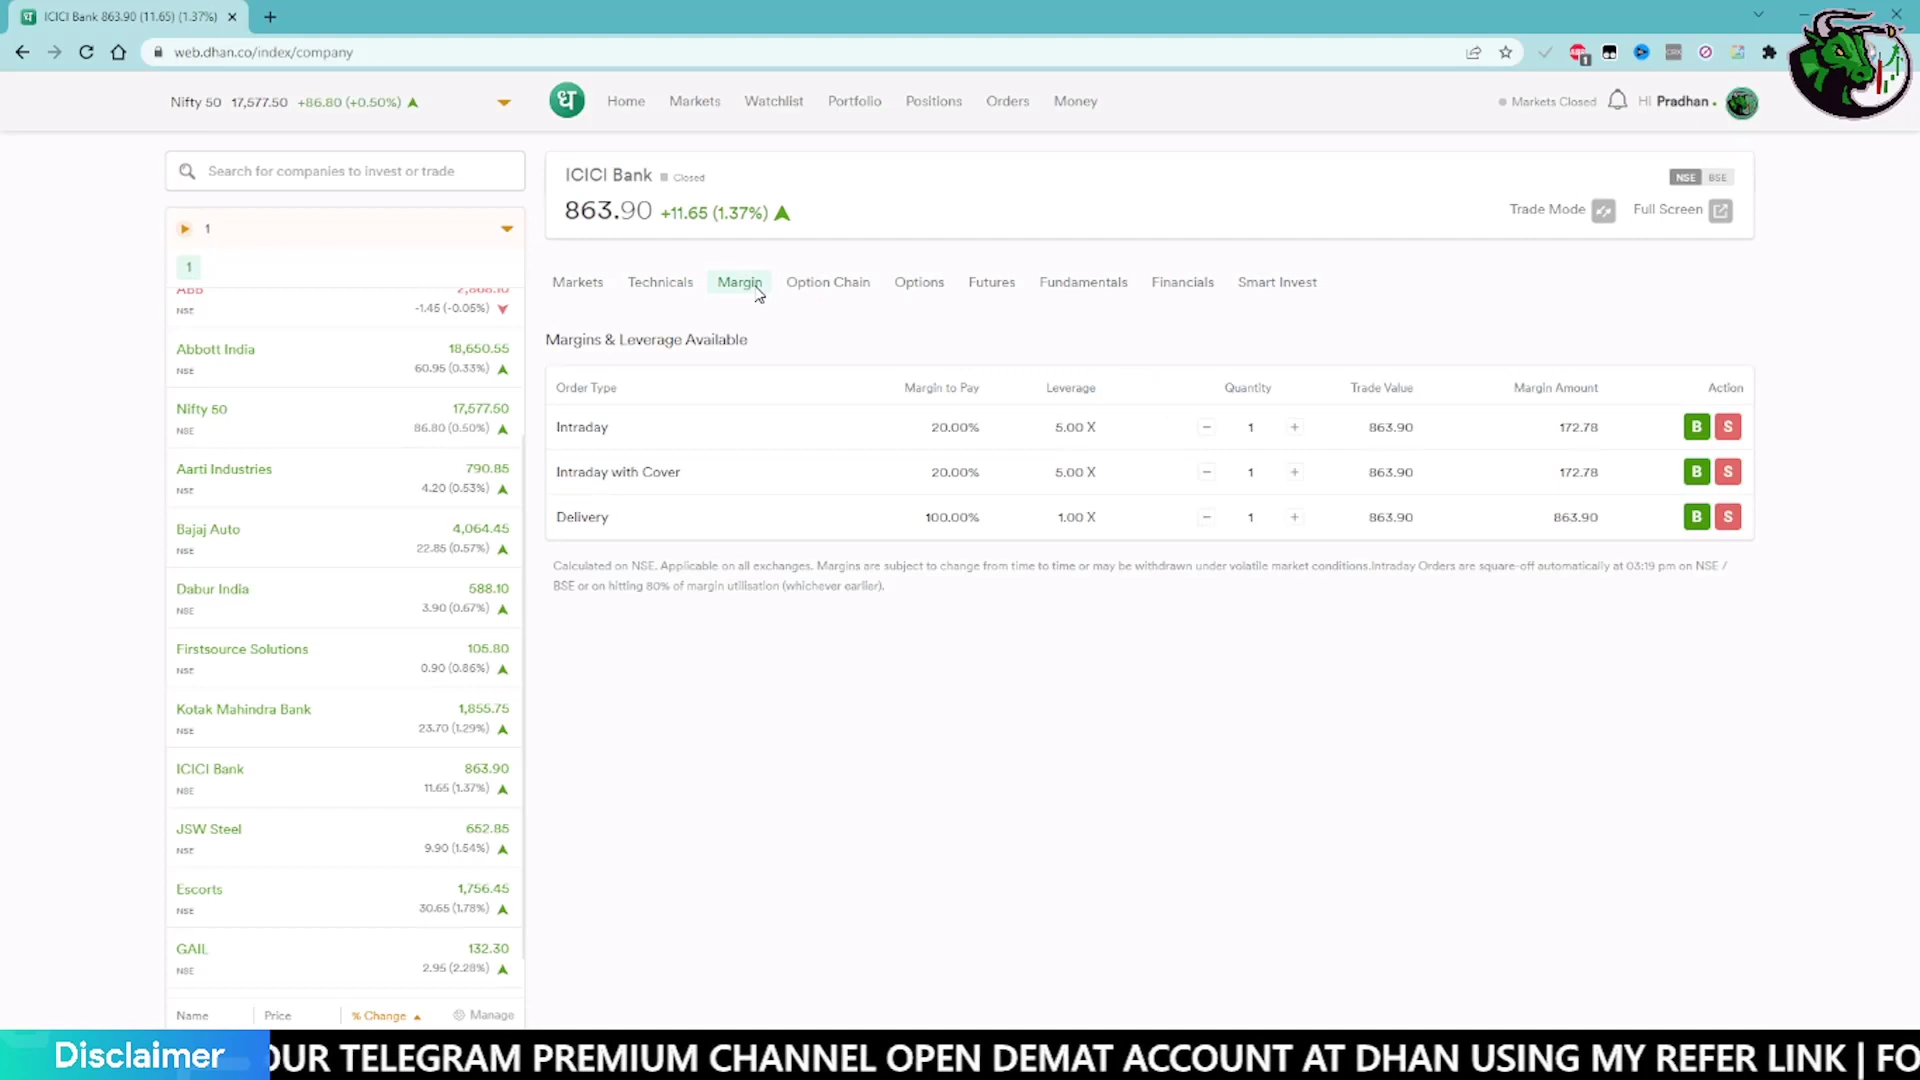 ICICI Bank 863.90 (11.65) (1.37%)
web.dhan.co/index/company
Nifty 50 17,577.50 +86.80 (+0.50%)
ध
Home Markets Watchlist Portfolio Positions Orders Money
Markets Closed
Hi Pradhan
Search for companies to invest or trade
1
1
ABB 2,808.10
NSE -1.45 (-0.05%)
Abbott India 18,650.55
NSE 60.95 (0.33%)
Nifty 50 17,577.50
NSE 86.80 (0.50%)
Aarti Industries 790.85
NSE 4.20 (0.53%)
Bajaj Auto 4,064.45
NSE 22.85 (0.57%)
Dabur India 588.10
NSE 3.90 (0.67%)
Firstsource Solutions 105.80
NSE 0.90 (0.86%)
Kotak Mahindra Bank 1,855.75
NSE 23.70 (1.29%)
ICICI Bank 863.90
NSE 11.65 (1.37%)
JSW Steel 652.85
NSE 9.90 (1.54%)
Escorts 1,756.45
NSE 30.65 (1.78%)
GAIL 132.30
NSE 2.95 (2.28%)
Name Price % Change Manage
ICICI Bank Closed
863.90 +11.65 (1.37%)
NSE BSE
Trade Mode Full Screen
Markets Technicals Margin Option Chain Options Futures Fundamentals Financials Smart Invest
Margins & Leverage Available
Order Type Margin to Pay Leverage Quantity Trade Value Margin Amount Action
Intraday 20.00% 5.00 X − 1 + 863.90 172.78 B S
Intraday with Cover 20.00% 5.00 X − 1 + 863.90 172.78 B S
Delivery 100.00% 1.00 X − 1 + 863.90 863.90 B S
Calculated on NSE. Applicable on all exchanges. Margins are subject to change from time to time or may be withdrawn under volatile market conditions.Intraday Orders are square-off automatically at 03:19 pm on NSE /
BSE or on hitting 80% of margin utilisation (whichever earlier).
Disclaimer
OUR TELEGRAM PREMIUM CHANNEL OPEN DEMAT ACCOUNT AT DHAN USING MY REFER LINK | FO